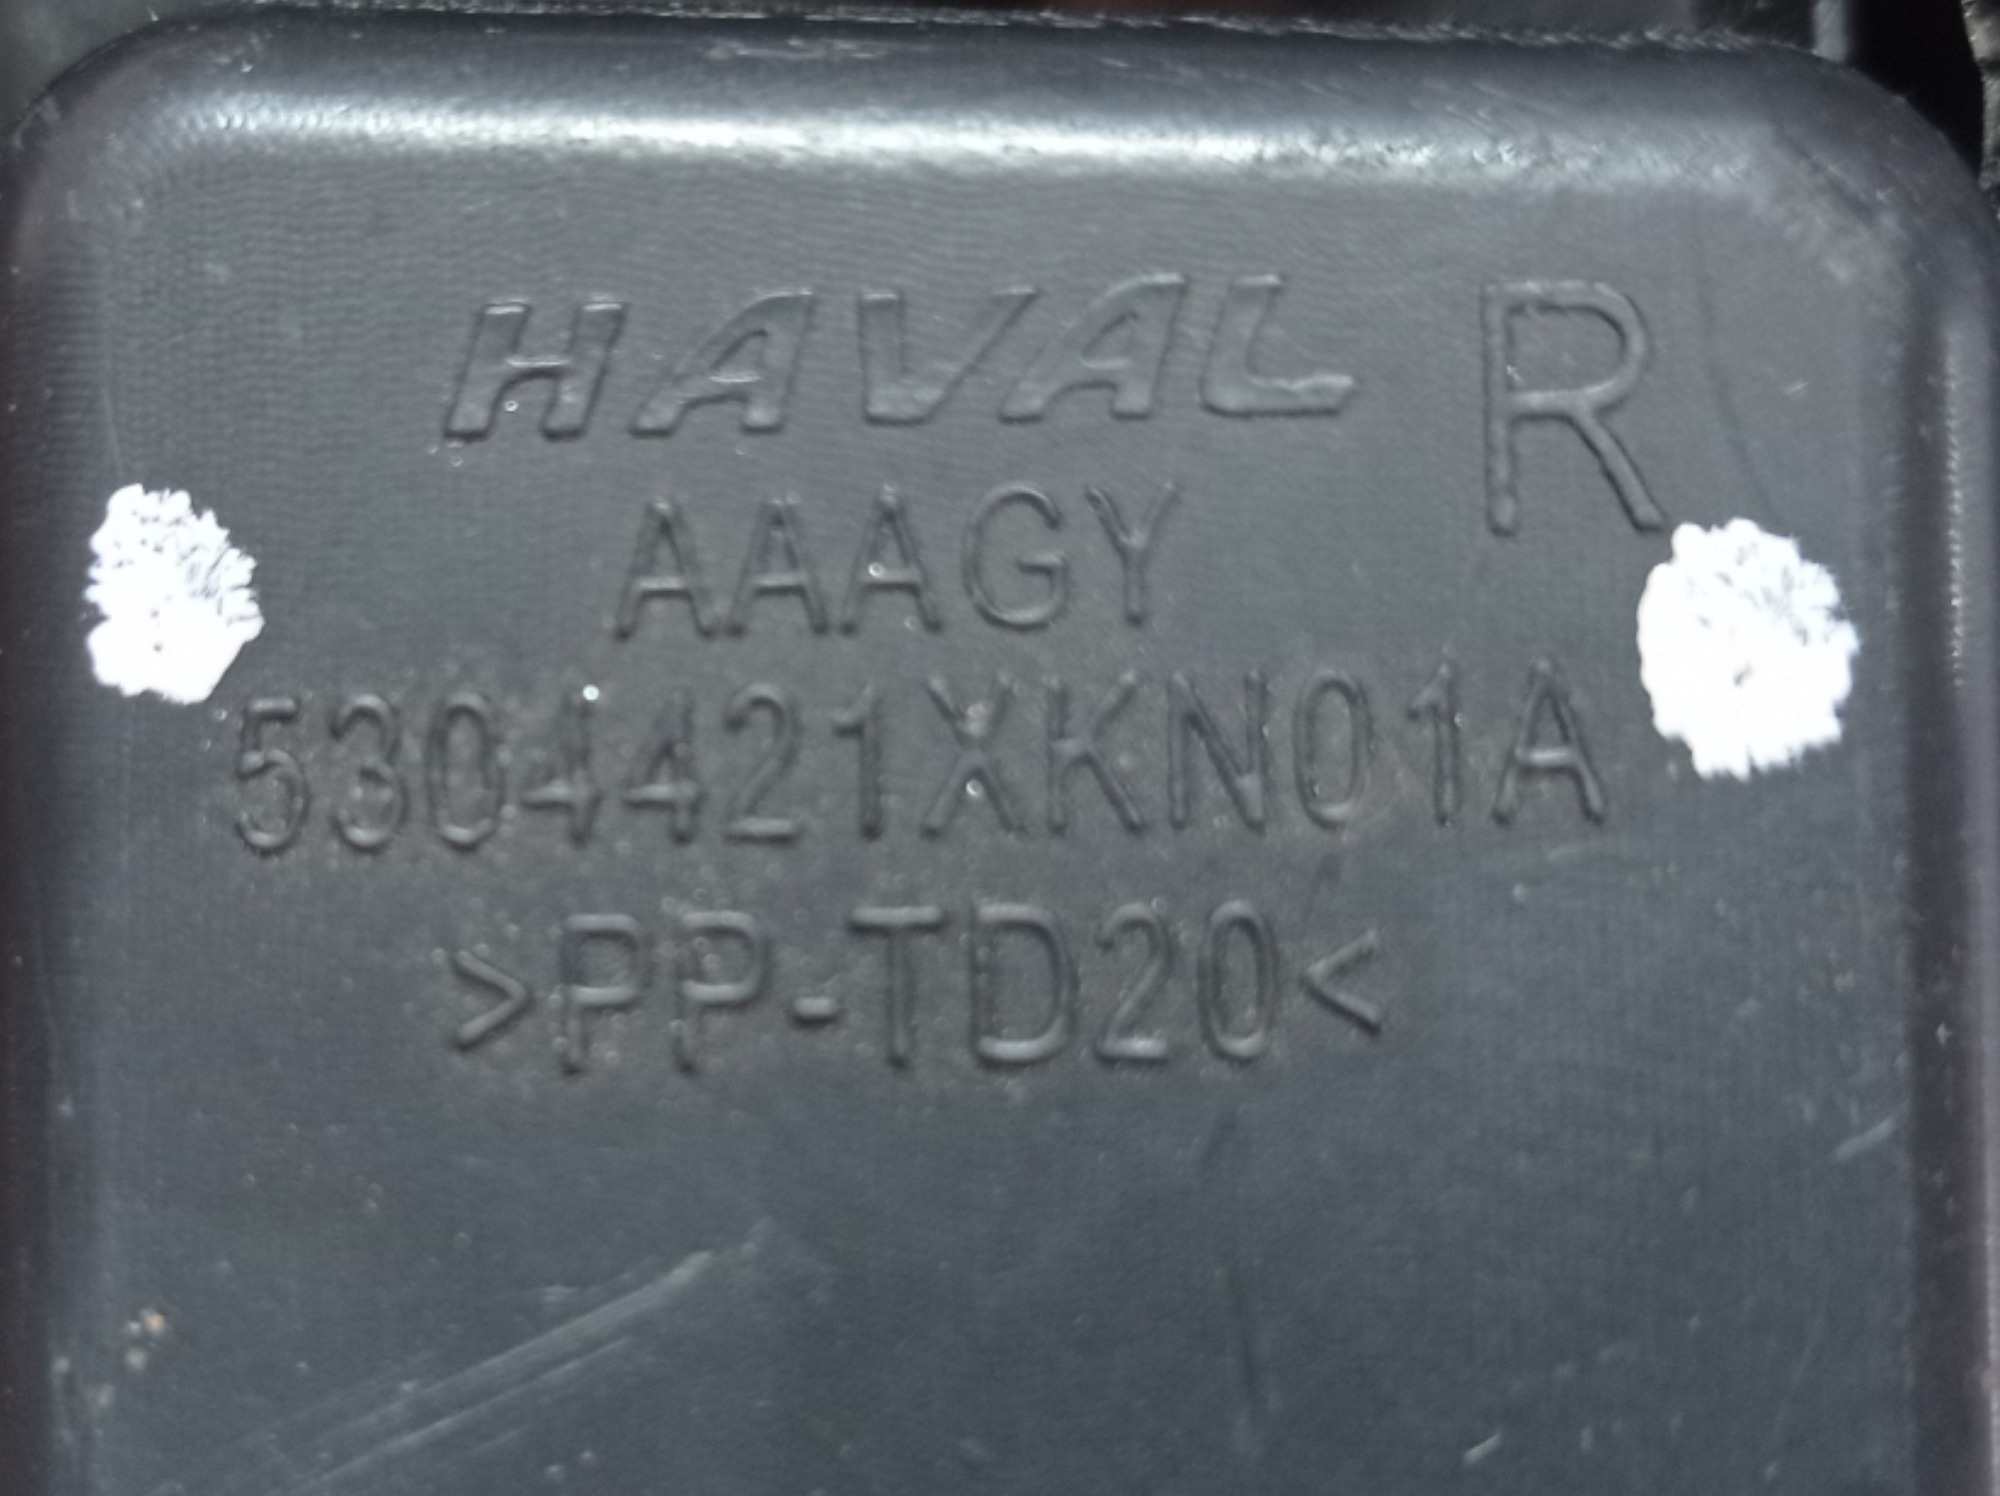 HAVAL R
AAAGY
5304421XKN01A
>PP-TD20<